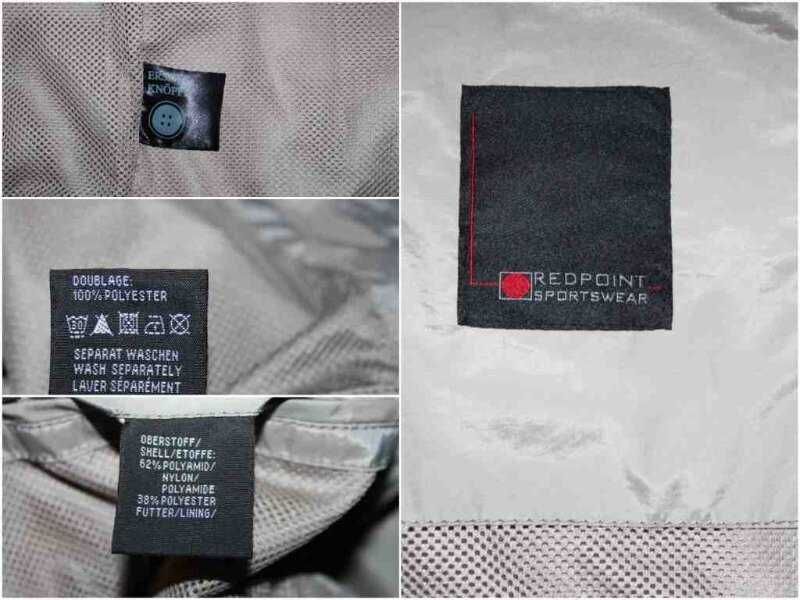 KNÖPF
DOUBLAGE:
100% POLYESTER
30
SEPARAT WASCHEN
WASH SEPARATELY
LAVER SÉPARÉMENT
OBERSTOFF/
SHELL/ETOFFE:
62% POLYAMID/
NYLON/
POLYAMIDE
38% POLYESTER
FUTTER/LINING/
REDPOINT
SPORTSWEAR